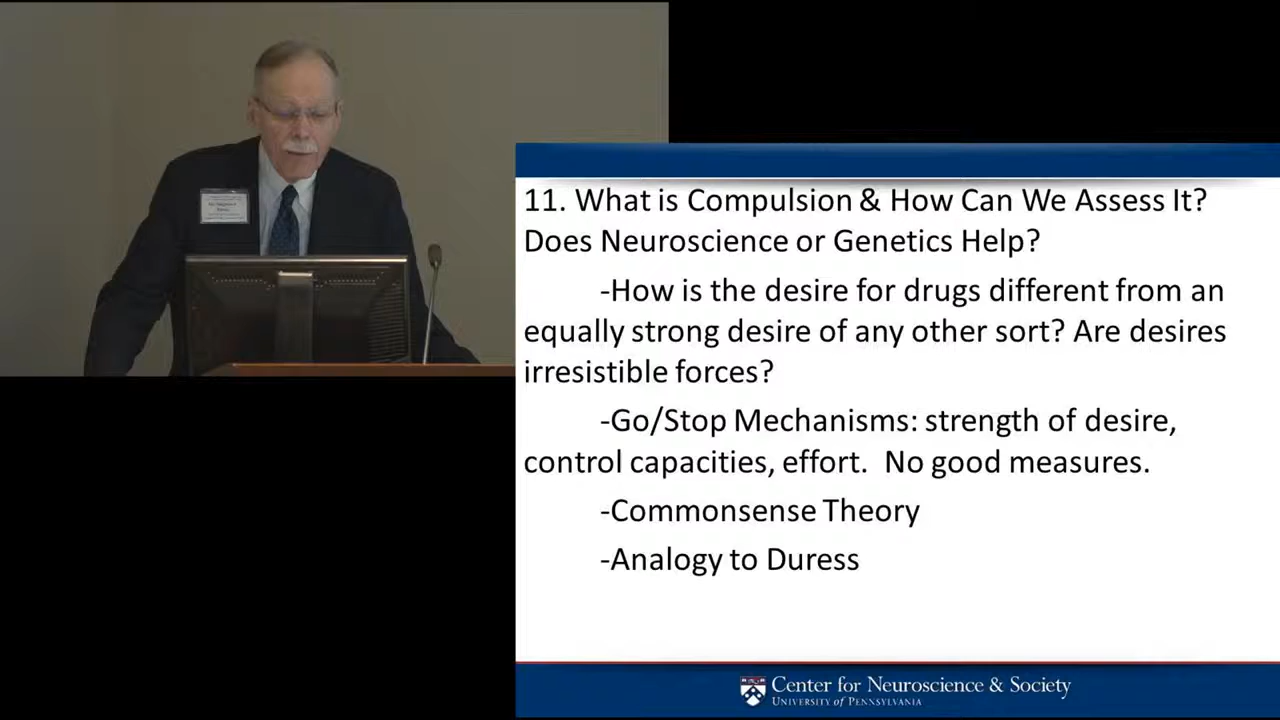 11. What is Compulsion & How Can We Assess It?
Does Neuroscience or Genetics Help?
-How is the desire for drugs different from an
equally strong desire of any other sort? Are desires
irresistible forces?
-Go/Stop Mechanisms: strength of desire,
control capacities, effort.  No good measures.
-Commonsense Theory
-Analogy to Duress
Center for Neuroscience & Society
UNIVERSITY of PENNSYLVANIA